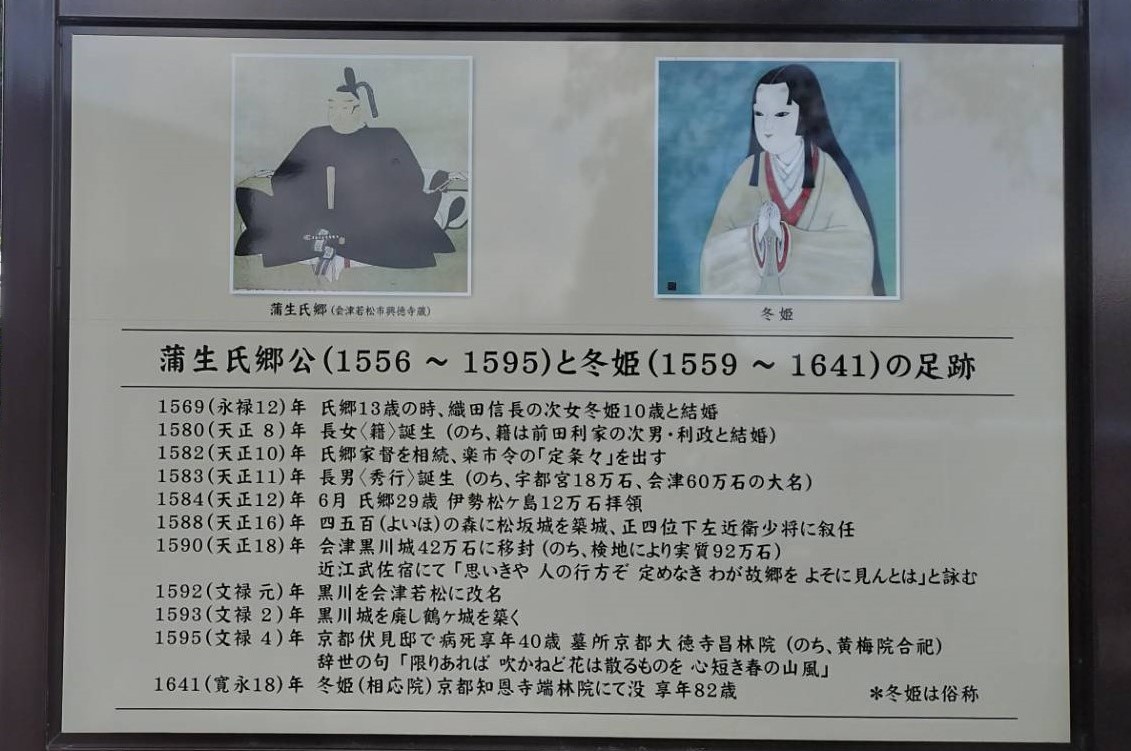 蒲生氏郷(会津若松市興徳寺蔵)
冬姫
蒲生氏郷公(1556 ~ 1595)と冬姫(1559 ~ 1641)の足跡
1569(永禄12)年 氏郷13歳の時、織田信長の次女冬姫10歳と結婚
1580(天正 8)年 長女〈籍〉誕生 (のち、籍は前田利家の次男・利政と結婚)
1582(天正10)年 氏郷家督を相続、楽市令の「定条々」を出す
1583(天正11)年 長男〈秀行〉誕生 (のち、宇都宮18万石、会津60万石の大名)
1584(天正12)年 6月 氏郷29歳 伊勢松ヶ島12万石拝領
1588(天正16)年 四五百(よいほ)の森に松坂城を築城、正四位下左近衛少将に叙任
1590(天正18)年 会津黒川城42万石に移封 (のち、検地により実質92万石)
近江武佐宿にて「思いきや 人の行方ぞ 定めなき わが故郷を よそに見んとは」と詠む
1592(文禄 元)年 黒川を会津若松に改名
1593(文禄 2)年 黒川城を廃し鶴ヶ城を築く
1595(文禄 4)年 京都伏見邸で病死享年40歳 墓所京都大徳寺昌林院 (のち、黄梅院合祀)
辞世の句「限りあれば 吹かねど花は散るものを 心短き春の山風」
1641(寛永18)年 冬姫(相応院)京都知恩寺端林院にて没 享年82歳
＊冬姫は俗称